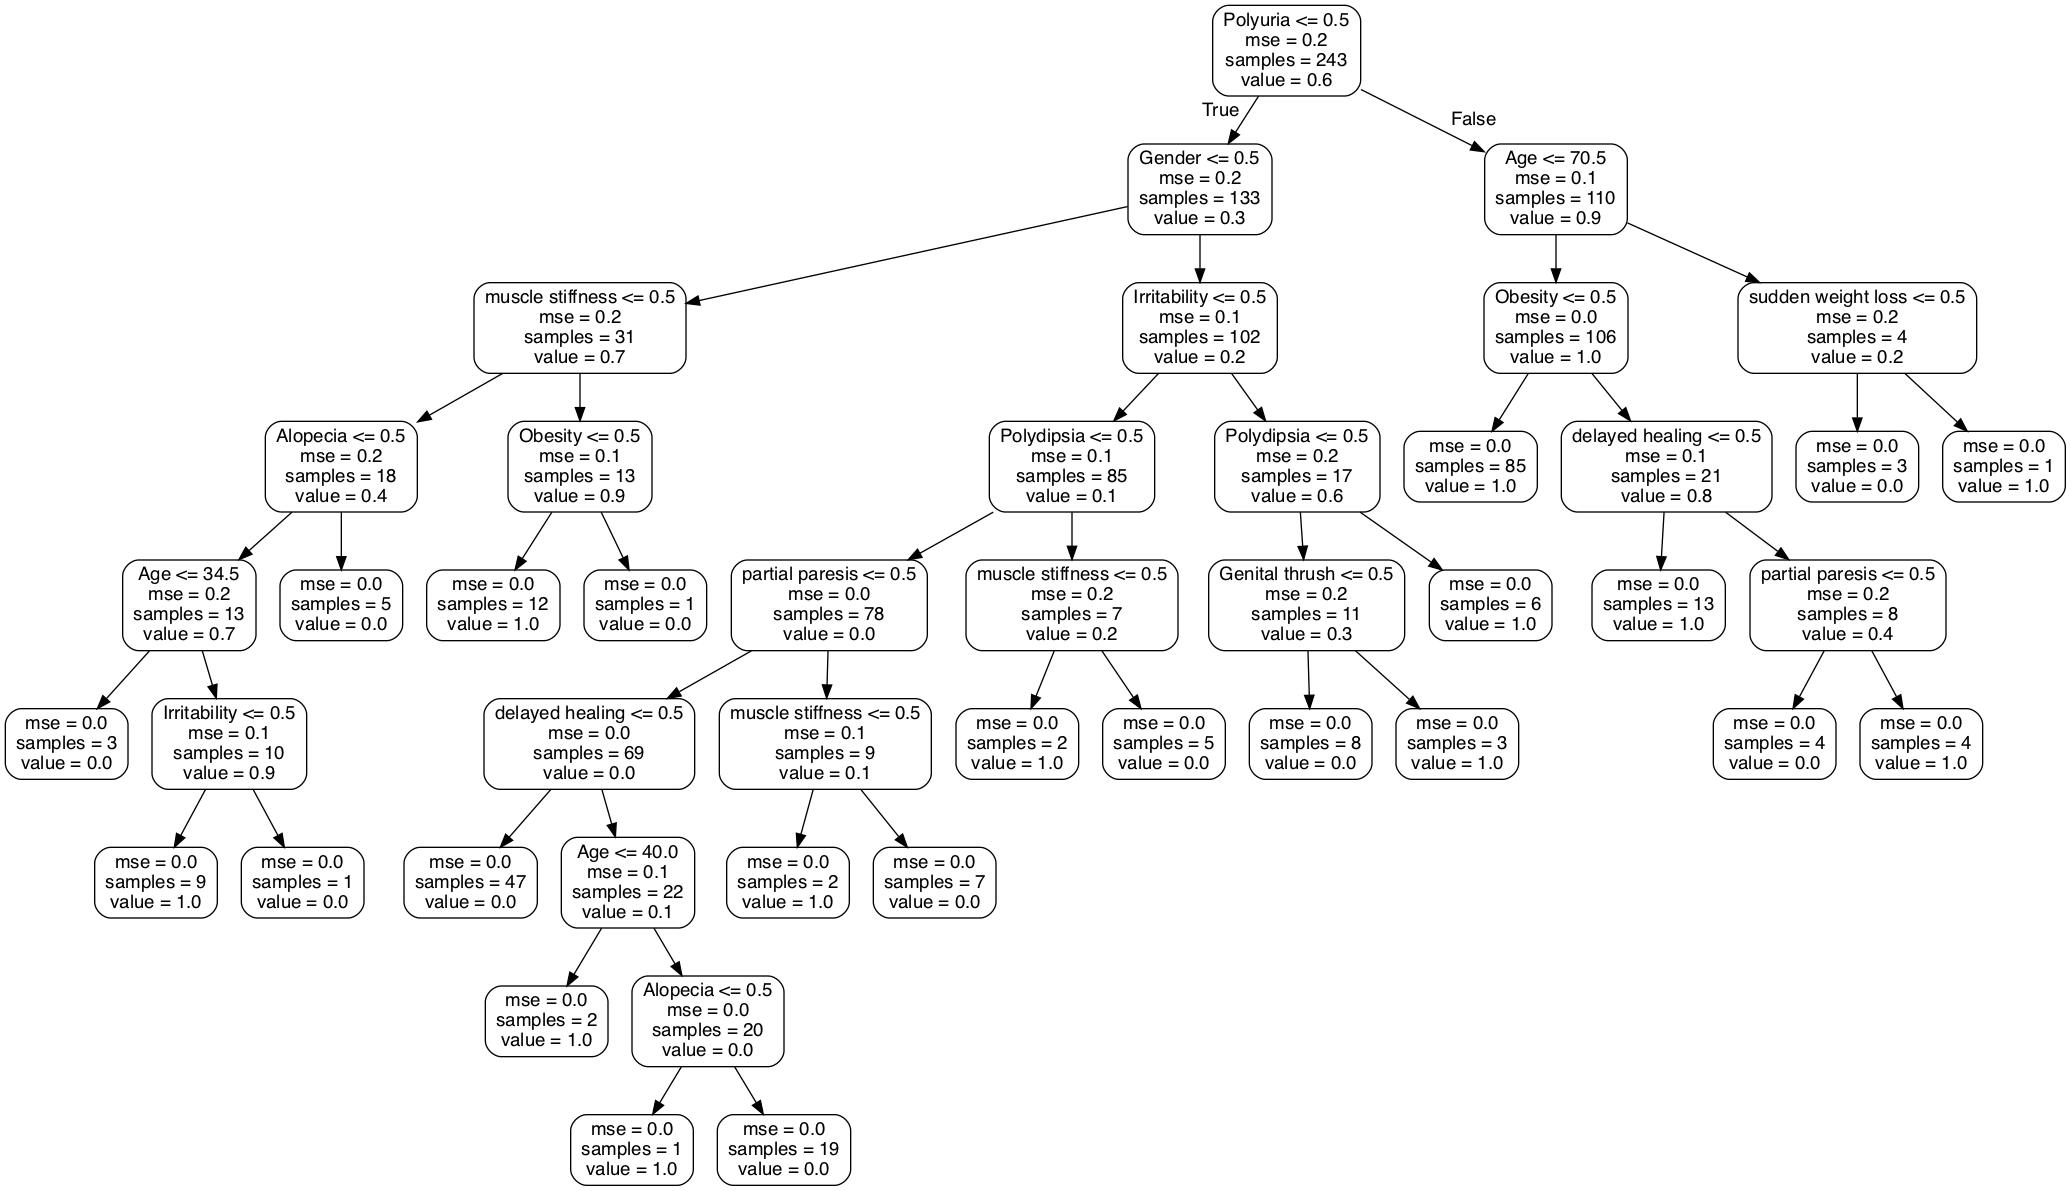 Polyuria <= 0.5
mse = 0.2
samples = 243
value = 0.6
True
False
Gender <= 0.5
mse = 0.2
samples = 133
value = 0.3
Age <= 70.5
mse = 0.1
samples = 110
value = 0.9
muscle stiffness <= 0.5
mse = 0.2
samples = 31
value = 0.7
Irritability <= 0.5
mse = 0.1
samples = 102
value = 0.2
Obesity <= 0.5
mse = 0.0
samples = 106
value = 1.0
sudden weight loss <= 0.5
mse = 0.2
samples = 4
value = 0.2
Alopecia <= 0.5
mse = 0.2
samples = 18
value = 0.4
Obesity <= 0.5
mse = 0.1
samples = 13
value = 0.9
Polydipsia <= 0.5
mse = 0.1
samples = 85
value = 0.1
Polydipsia <= 0.5
mse = 0.2
samples = 17
value = 0.6
mse = 0.0
samples = 85
value = 1.0
delayed healing <= 0.5
mse = 0.1
samples = 21
value = 0.8
mse = 0.0
samples = 3
value = 0.0
mse = 0.0
samples = 1
value = 1.0
Age <= 34.5
mse = 0.2
samples = 13
value = 0.7
mse = 0.0
samples = 5
value = 0.0
mse = 0.0
samples = 12
value = 1.0
mse = 0.0
samples = 1
value = 0.0
partial paresis <= 0.5
mse = 0.0
samples = 78
value = 0.0
muscle stiffness <= 0.5
mse = 0.2
samples = 7
value = 0.2
Genital thrush <= 0.5
mse = 0.2
samples = 11
value = 0.3
mse = 0.0
samples = 6
value = 1.0
mse = 0.0
samples = 13
value = 1.0
partial paresis <= 0.5
mse = 0.2
samples = 8
value = 0.4
mse = 0.0
samples = 3
value = 0.0
Irritability <= 0.5
mse = 0.1
samples = 10
value = 0.9
delayed healing <= 0.5
mse = 0.0
samples = 69
value = 0.0
muscle stiffness <= 0.5
mse = 0.1
samples = 9
value = 0.1
mse = 0.0
samples = 2
value = 1.0
mse = 0.0
samples = 5
value = 0.0
mse = 0.0
samples = 8
value = 0.0
mse = 0.0
samples = 3
value = 1.0
mse = 0.0
samples = 4
value = 0.0
mse = 0.0
samples = 4
value = 1.0
mse = 0.0
samples = 9
value = 1.0
mse = 0.0
samples = 1
value = 0.0
mse = 0.0
samples = 47
value = 0.0
Age <= 40.0
mse = 0.1
samples = 22
value = 0.1
mse = 0.0
samples = 2
value = 1.0
mse = 0.0
samples = 7
value = 0.0
mse = 0.0
samples = 2
value = 1.0
Alopecia <= 0.5
mse = 0.0
samples = 20
value = 0.0
mse = 0.0
samples = 1
value = 1.0
mse = 0.0
samples = 19
value = 0.0